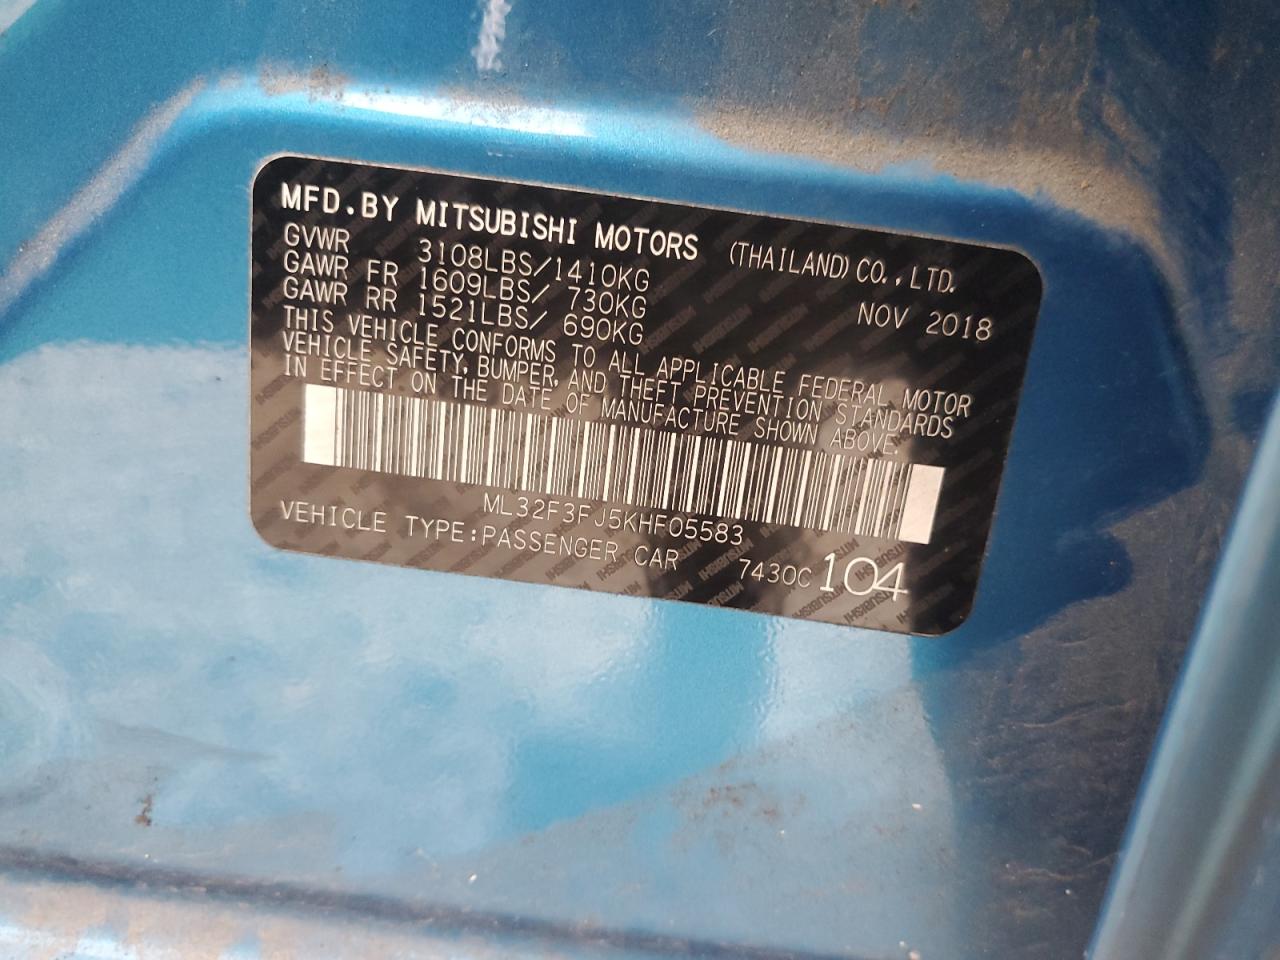 MFD.BY MITSUBISHI MOTORS (THAILAND) CO.,LTD.
GVWR 3108LBS/1410KG NOV 2018
GAWR FR 1609LBS/ 730KG
GAWR RR 1521LBS/ 690KG
THIS VEHICLE CONFORMS TO ALL APPLICABLE FEDERAL MOTOR
VEHICLE SAFETY, BUMPER, AND THEFT PREVENTION STANDARDS
IN EFFECT ON THE DATE OF MANUFACTURE SHOWN ABOVE.
ML32F3FJ5KHF05583
VEHICLE TYPE:PASSENGER CAR 7430C 104